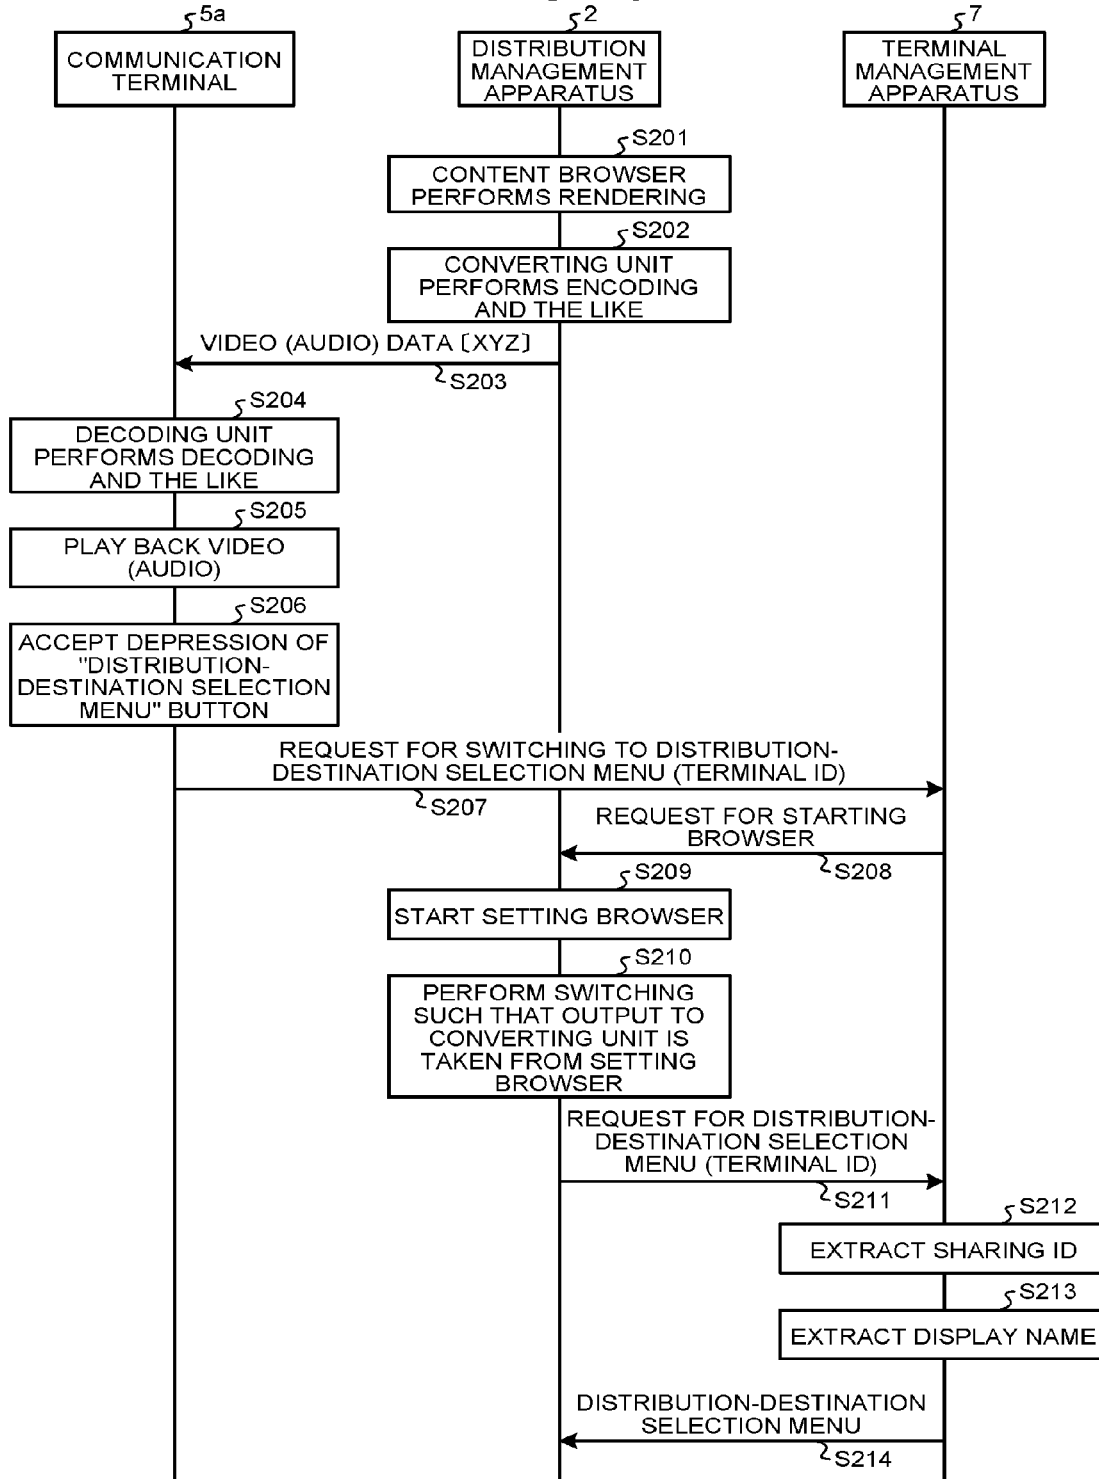 5a
2
7
COMMUNICATION
TERMINAL
DISTRIBUTION
MANAGEMENT
APPARATUS
TERMINAL
MANAGEMENT
APPARATUS
S201
CONTENT BROWSER
PERFORMS RENDERING
S202
CONVERTING UNIT
PERFORMS ENCODING
AND THE LIKE
VIDEO (AUDIO) DATA〔XYZ〕
S203
S204
DECODING UNIT
PERFORMS DECODING
AND THE LIKE
S205
PLAY BACK VIDEO
(AUDIO)
S206
ACCEPT DEPRESSION OF
"DISTRIBUTION-
DESTINATION SELECTION
MENU" BUTTON
REQUEST FOR SWITCHING TO DISTRIBUTION-
DESTINATION SELECTION MENU (TERMINAL ID)
S207
REQUEST FOR STARTING
BROWSER
S208
S209
START SETTING BROWSER
S210
PERFORM SWITCHING
SUCH THAT OUTPUT TO
CONVERTING UNIT IS
TAKEN FROM SETTING
BROWSER
REQUEST FOR DISTRIBUTION-
DESTINATION SELECTION
MENU (TERMINAL ID)
S211
S212
EXTRACT SHARING ID
S213
EXTRACT DISPLAY NAME
DISTRIBUTION-DESTINATION
SELECTION MENU
S214